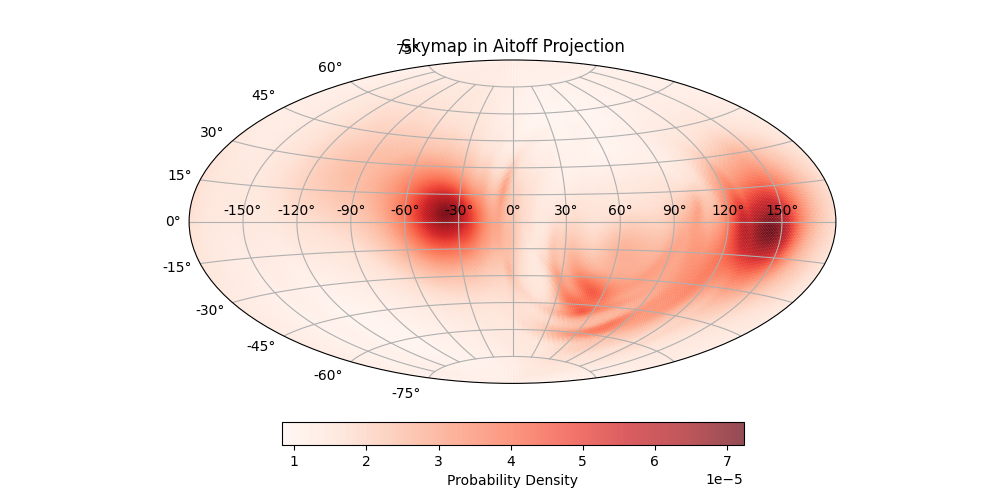 Skymap in Aitoff Projection
75°
60°
45°
30°
15°
-150° -120° -90° -60° -30° 0° 30° 60° 90° 120° 150°
0°
-15°
-30°
-45°
-60°
-75°
1 2 3 4 5 6 7
1e−5
Probability Density